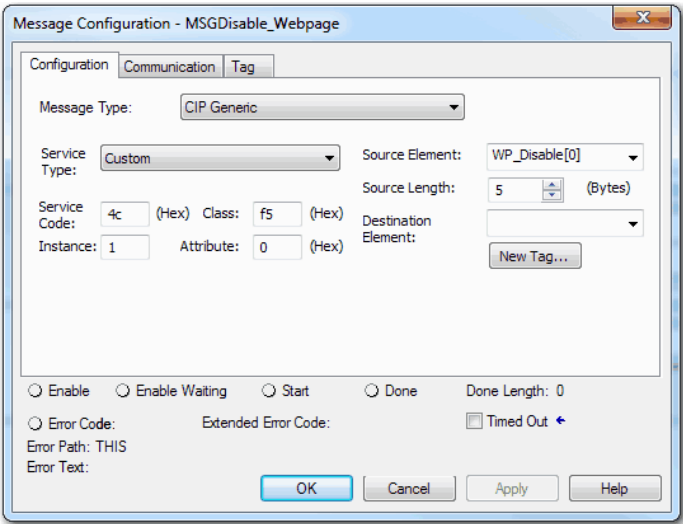 Message Configuration - MSGDisable_Webpage
Configuration Communication Tag
Message Type: CIP Generic
Service Type: Custom
Source Element: WP_Disable[0]
Source Length: 5 (Bytes)
Service Code: 4c (Hex) Class: f5 (Hex)
Destination Element:
Instance: 1 Attribute: 0 (Hex)
New Tag...
Enable Enable Waiting Start Done Done Length: 0
Error Code: Extended Error Code: Timed Out
Error Path: THIS
Error Text:
OK Cancel Apply Help